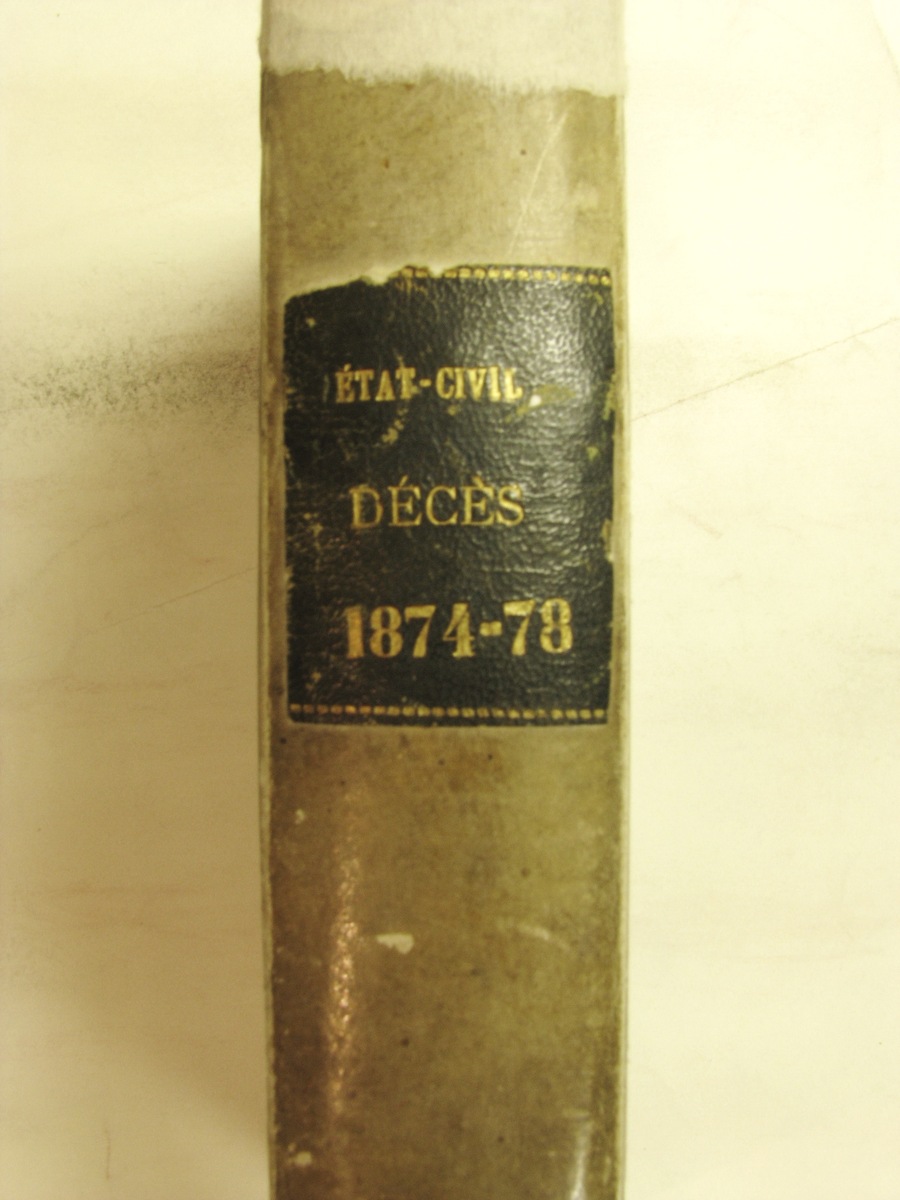 ÉTAT-CIVIL
DÉCÈS
1874-78